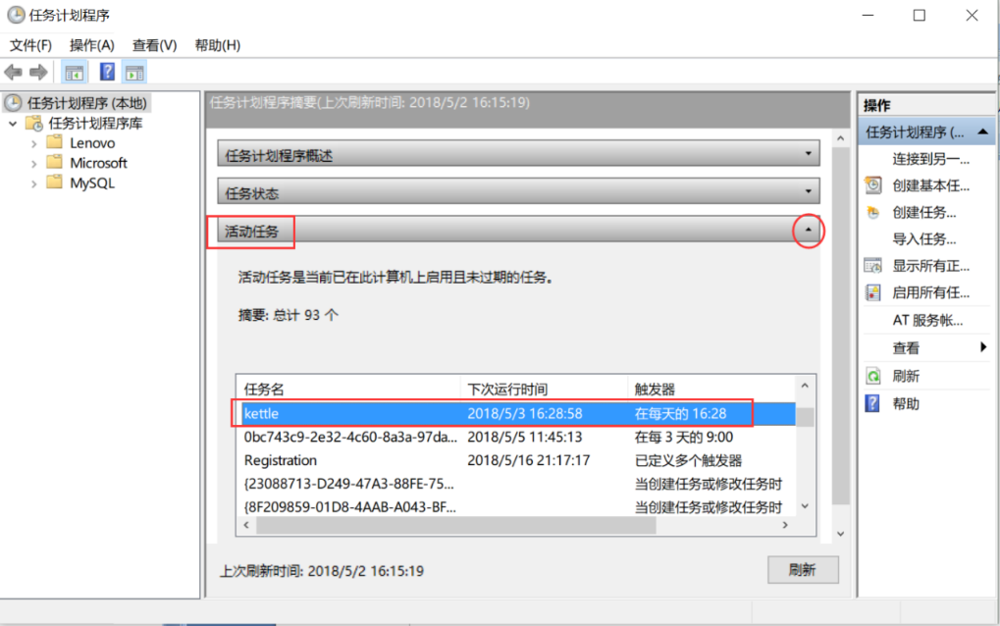 任务计划程序
文件(F) 操作(A) 查看(V) 帮助(H)
任务计划程序 (本地)
任务计划程序库
Lenovo
Microsoft
MySQL
任务计划程序摘要(上次刷新时间: 2018/5/2 16:15:19)
任务计划程序概述
任务状态
活动任务
活动任务是当前已在此计算机上启用且未过期的任务。
摘要: 总计 93 个
任务名 下次运行时间 触发器
kettle 2018/5/3 16:28:58 在每天的 16:28
0bc743c9-2e32-4c60-8a3a-97da... 2018/5/5 11:45:13 在每 3 天的 9:00
Registration 2018/5/16 21:17:17 已定义多个触发器
{23088713-D249-47A3-88FE-75... 当创建任务或修改任务时
{8F209859-01D8-4AAB-A043-BF... 当创建任务或修改任务时
上次刷新时间: 2018/5/2 16:15:19
刷新
操作
任务计划程序 (...
连接到另一...
创建基本任...
创建任务...
导入任务...
显示所有正...
启用所有任...
AT 服务帐...
查看
刷新
帮助